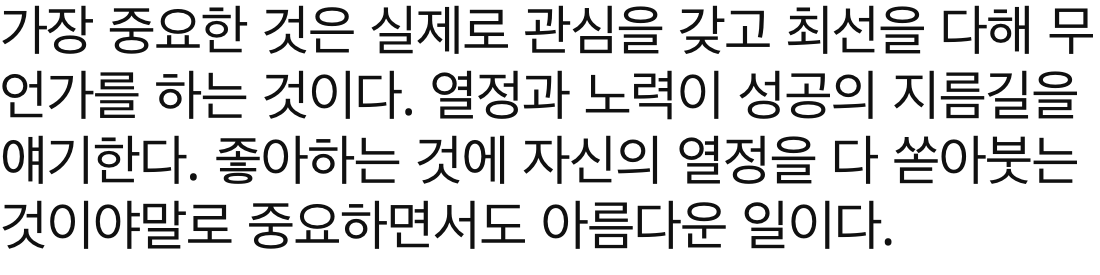 가장 중요한 것은 실제로 관심을 갖고 최선을 다해 무
언가를 하는 것이다. 열정과 노력이 성공의 지름길을
얘기한다. 좋아하는 것에 자신의 열정을 다 쏟아붓는
것이야말로 중요하면서도 아름다운 일이다.